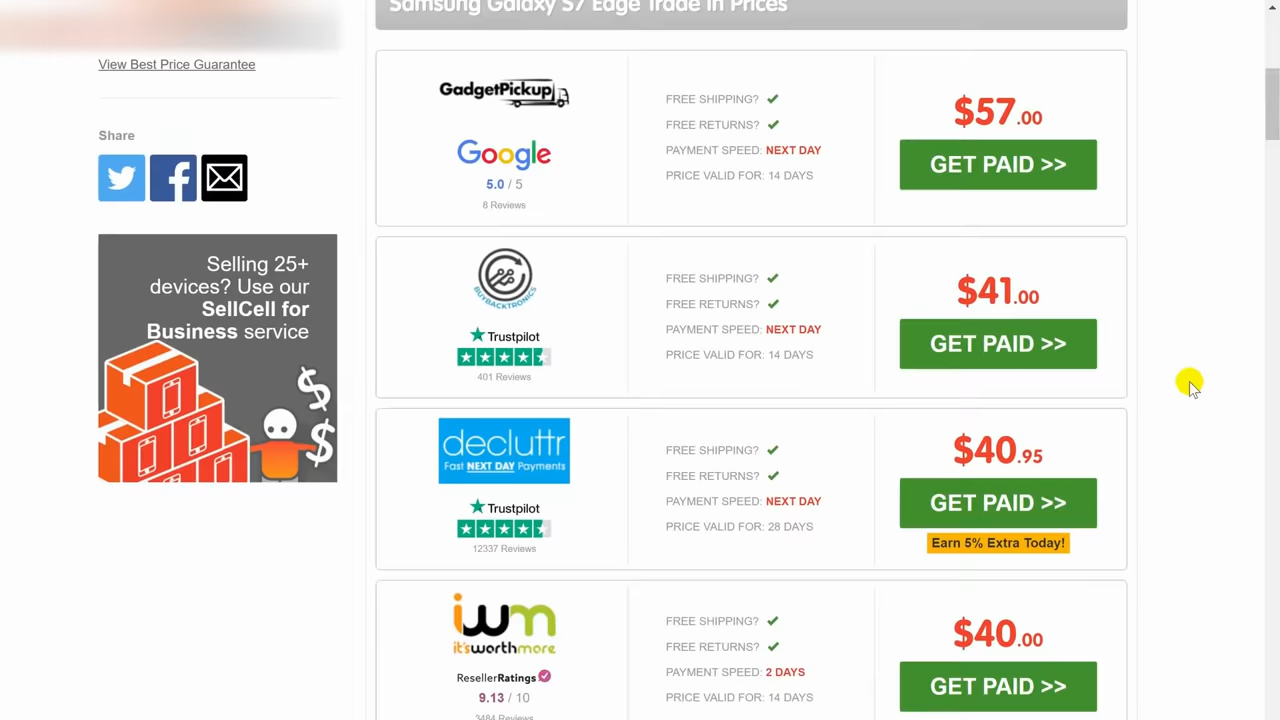 Samsung Galaxy S7 Edge Trade in Prices
View Best Price Guarantee
Share
Selling 25+
devices? Use our
SellCell for
Business service
GadgetPickup
Google
5.0 / 5
8 Reviews
FREE SHIPPING?
FREE RETURNS?
PAYMENT SPEED: NEXT DAY
PRICE VALID FOR: 14 DAYS
$57.00
GET PAID >>
BUYBACKTRONICS
Trustpilot
401 Reviews
FREE SHIPPING?
FREE RETURNS?
PAYMENT SPEED: NEXT DAY
PRICE VALID FOR: 14 DAYS
$41.00
GET PAID >>
decluttr
Fast NEXT DAY Payments
Trustpilot
12337 Reviews
FREE SHIPPING?
FREE RETURNS?
PAYMENT SPEED: NEXT DAY
PRICE VALID FOR: 28 DAYS
$40.95
GET PAID >>
Earn 5% Extra Today!
iwm
it'sworthmore
ResellerRatings
9.13 / 10
3484 Reviews
FREE SHIPPING?
FREE RETURNS?
PAYMENT SPEED: 2 DAYS
PRICE VALID FOR: 14 DAYS
$40.00
GET PAID >>